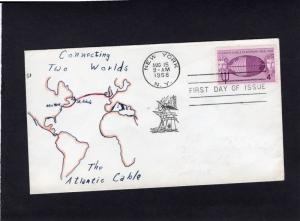 Connecting
Two Worlds
The
Atlantic Cable
NEW YORK
AUG 15
1958
N.Y.
4
FIRST DAY OF ISSUE